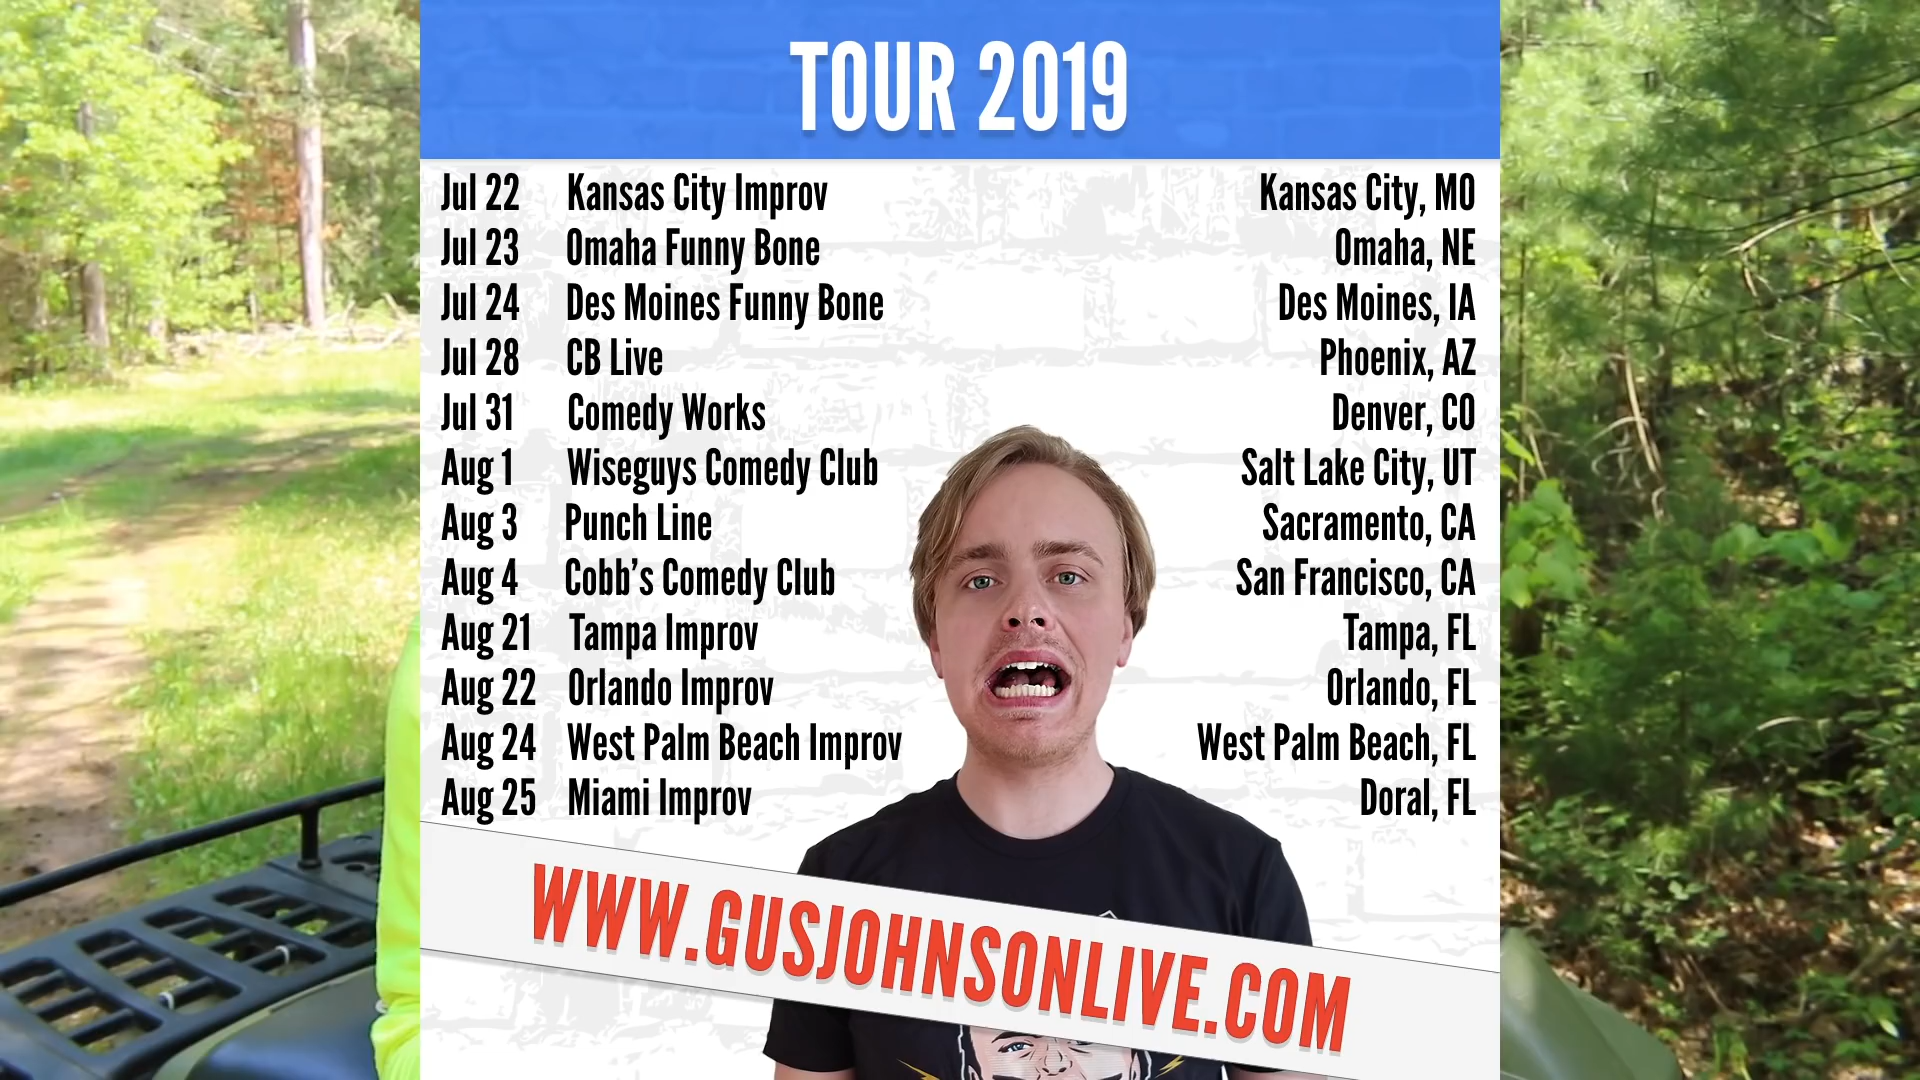 TOUR 2019
Jul 22 Kansas City Improv Kansas City, MO
Jul 23 Omaha Funny Bone Omaha, NE
Jul 24 Des Moines Funny Bone Des Moines, IA
Jul 28 CB Live Phoenix, AZ
Jul 31 Comedy Works Denver, CO
Aug 1 Wiseguys Comedy Club Salt Lake City, UT
Aug 3 Punch Line Sacramento, CA
Aug 4 Cobb’s Comedy Club San Francisco, CA
Aug 21 Tampa Improv Tampa, FL
Aug 22 Orlando Improv Orlando, FL
Aug 24 West Palm Beach Improv West Palm Beach, FL
Aug 25 Miami Improv Doral, FL
WWW.GUSJOHNSONLIVE.COM